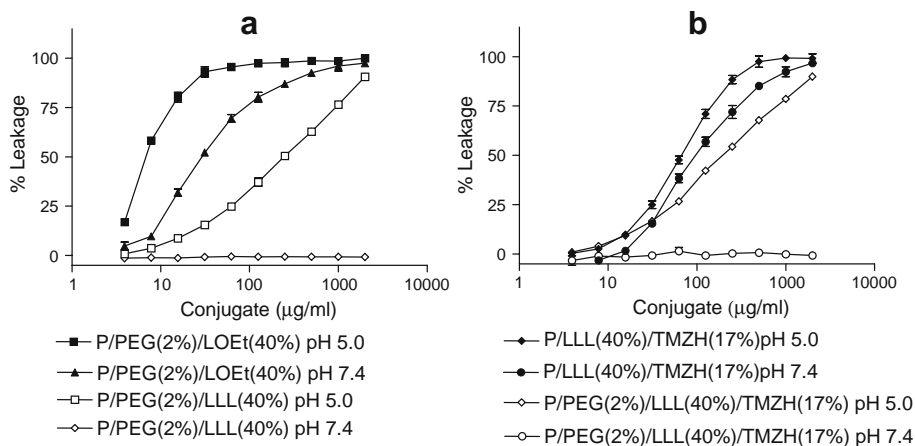 a
100
75
50
25
0
% Leakage
1
10
100
1000
10000
Conjugate (μg/ml)
P/PEG(2%)/LOEt(40%) pH 5.0
P/PEG(2%)/LOEt(40%) pH 7.4
P/PEG(2%)/LLL(40%) pH 5.0
P/PEG(2%)/LLL(40%) pH 7.4
b
100
75
50
25
0
% Leakage
1
10
100
1000
10000
Conjugate (μg/ml)
P/LLL(40%)/TMZH(17%)pH 5.0
P/LLL(40%)/TMZH(17%)pH 7.4
P/PEG(2%)/LLL(40%)/TMZH(17%) pH 5.0
P/PEG(2%)/LLL(40%)/TMZH(17%) pH 7.4